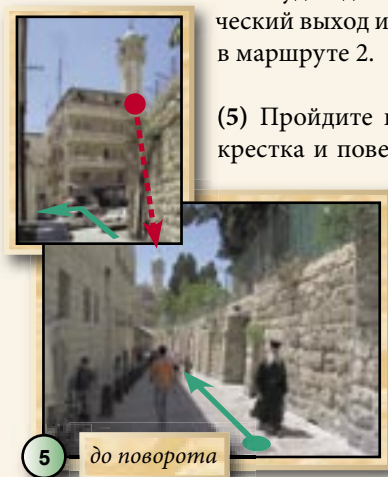 ческий выход и
в маршруте 2.
(5) Пройдите
крестка и пове
5
до поворота